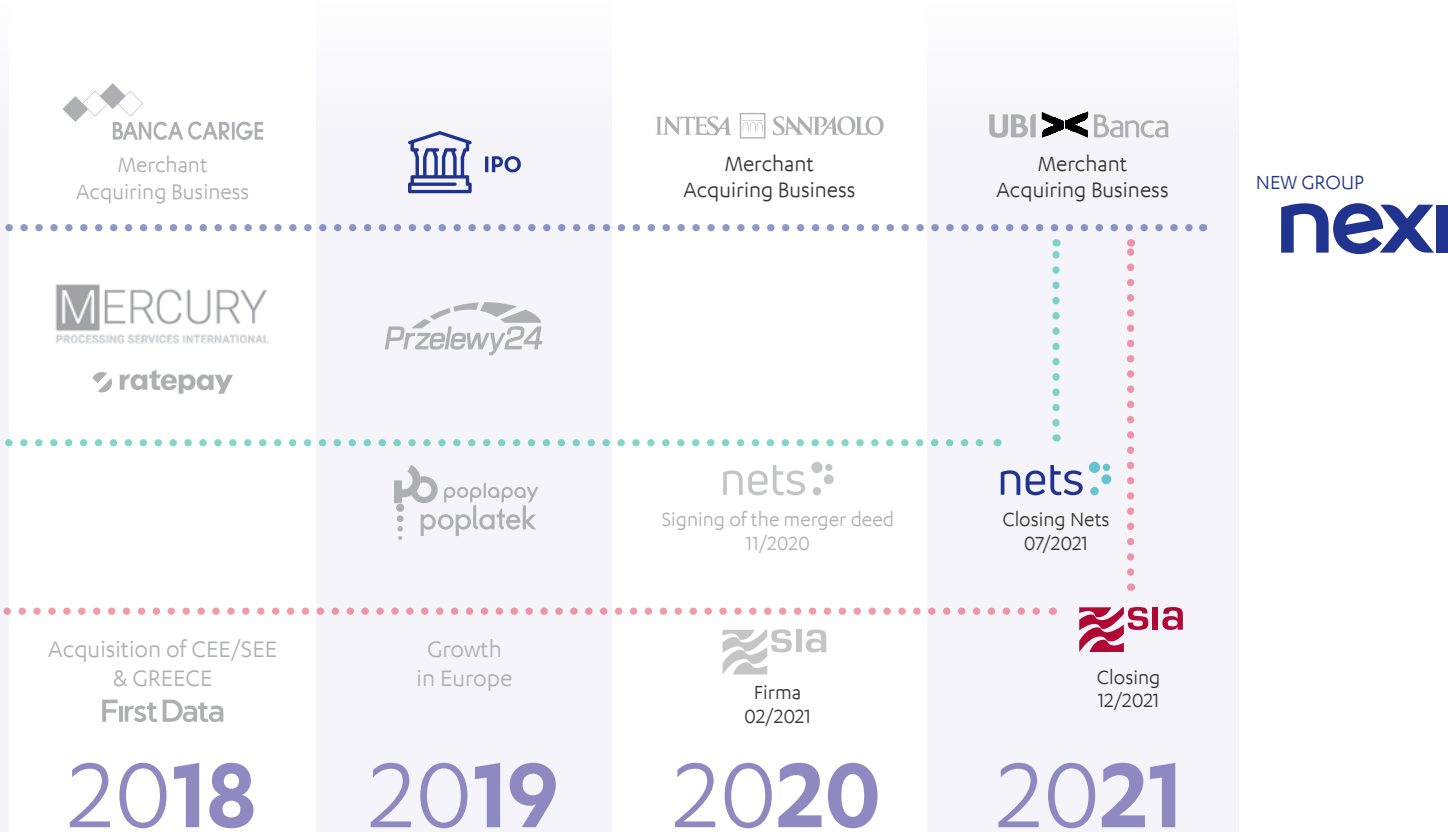 BANCA CARIGE
Merchant
Acquiring Business
IPO
INTESA SANPAOLO
Merchant
Acquiring Business
UBI Banca
Merchant
Acquiring Business
NEW GROUP
nexi
MERCURY
PROCESSING SERVICES INTERNATIONAL
ratepay
Przelewy24
poplapay
poplatek
nets
Signing of the merger deed
11/2020
nets
Closing Nets
07/2021
Acquisition of CEE/SEE
& GREECE
First Data
Growth
in Europe
sia
Firma
02/2021
sia
Closing
12/2021
2018
2019
2020
2021